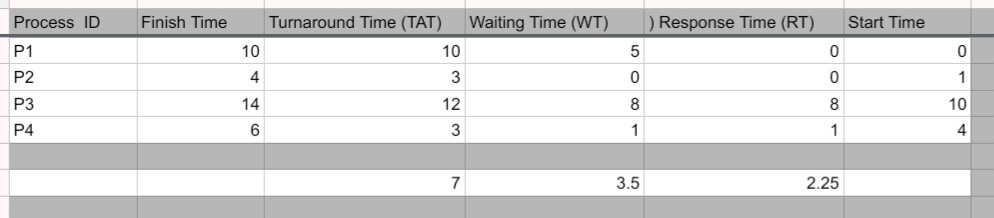 Process ID Finish Time Turnaround Time (TAT) Waiting Time (WT) ) Response Time (RT) Start Time
P1 10 10 5 0 0
P2 4 3 0 0 1
P3 14 12 8 8 10
P4 6 3 1 1 4
7 3.5 2.25